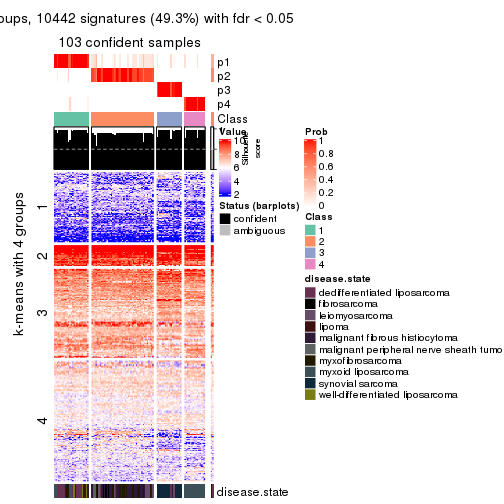 oups, 10442 signatures (49.3%) with fdr < 0.05
103 confident samples
p1
p2
p3
p4
Class
Silhouette
score
1
2
3
4
k-means with 4 groups
disease.state
Value
10
8
6
4
2
Status (barplots)
confident
ambiguous
Prob
1
0.8
0.6
0.4
0.2
0
Class
1
2
3
4
disease.state
dedifferentiated liposarcoma
fibrosarcoma
leiomyosarcoma
lipoma
malignant fibrous histiocytoma
malignant peripheral nerve sheath tumo
myxofibrosarcoma
myxoid liposarcoma
synovial sarcoma
well-differentiated liposarcoma